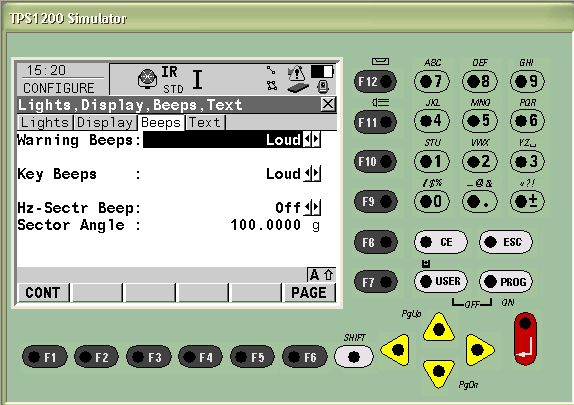 TPS1200 Simulator
15:20
CONFIGURE
IR
STD
I
Lights,Display,Beeps,Text
Lights Display Beeps Text
Warning Beeps: Loud
Key Beeps : Loud
Hz-Sectr Beep: Off
Sector Angle : 100.0000 g
A
CONT PAGE
F12
F11
F10
F9
F8
F7
ABC DEF GHI
7 8 9
JKL MNO PQR
4 5 6
STU VWX YZ
1 2 3
/$% _@& *?!
0 . ±
CE ESC
USER PROG
OFF ON
PgUp
PgDn
SHIFT
F1 F2 F3 F4 F5 F6